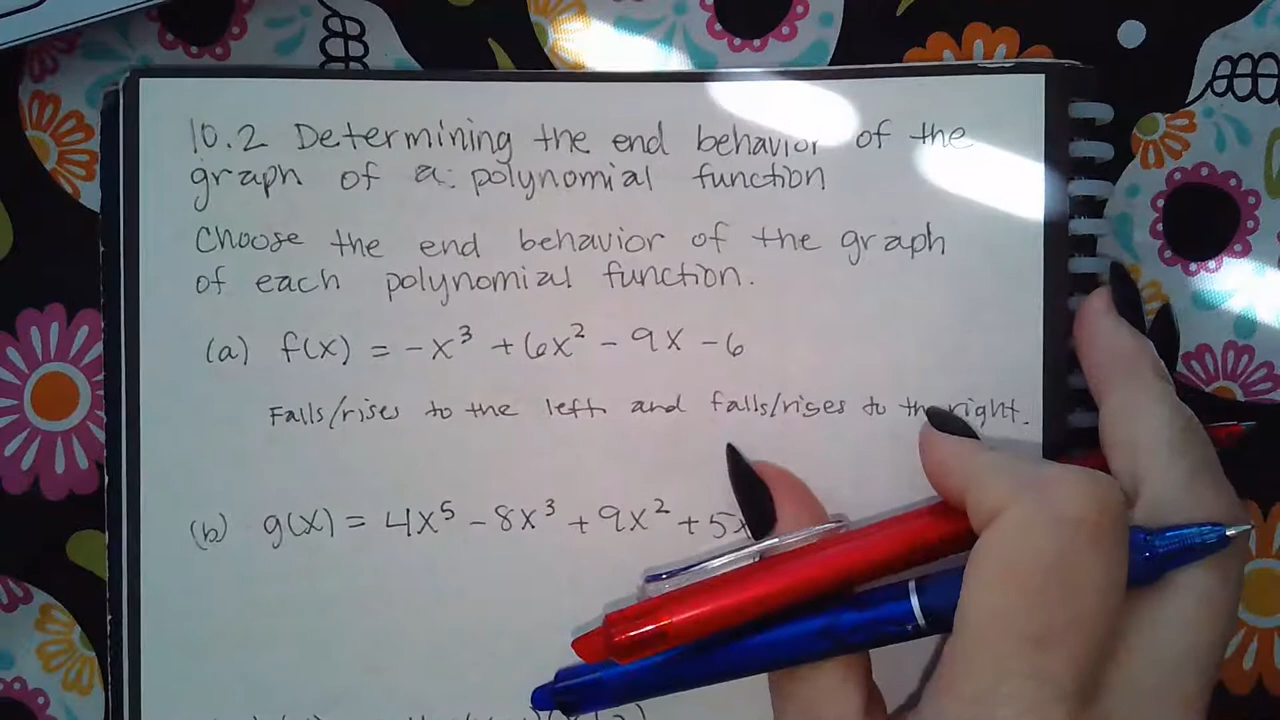 10.2 Determining the end behavior of the
graph of a polynomial function
Choose the end behavior of the graph
of each polynomial function.
(a) f(x) = -x³ + 6x² - 9x - 6
Falls/rises to the left and falls/rises to the right.
(b) g(x) = 4x⁵ - 8x³ + 9x² + 5x